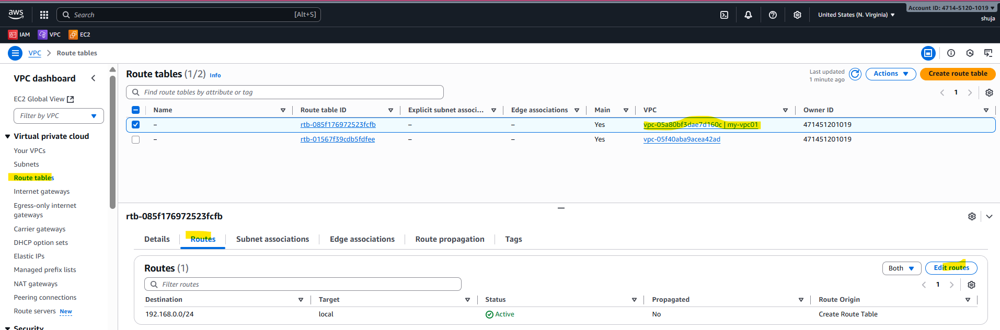 aws
Search [Alt+S]
United States (N. Virginia)
Account ID: 4714-5120-1019
shuja
IAM VPC EC2
VPC Route tables
VPC dashboard
EC2 Global View
Filter by VPC
Virtual private cloud
Your VPCs
Subnets
Route tables
Internet gateways
Egress-only internet
gateways
Carrier gateways
DHCP option sets
Elastic IPs
Managed prefix lists
NAT gateways
Peering connections
Route servers New
Security
Route tables (1/2) Info
Last updated
1 minute ago
Actions
Create route table
Find route tables by attribute or tag
1
Name Route table ID Explicit subnet associ... Edge associations Main VPC Owner ID
– rtb-085f176972523fcfb – – Yes vpc-05a80bf3dae7d160c | my-vpc01 471451201019
– rtb-01567f39cdb5fdfee – – Yes vpc-05f40aba9acea42ad 471451201019
rtb-085f176972523fcfb
Details Routes Subnet associations Edge associations Route propagation Tags
Routes (1)
Both Edit routes
Filter routes
1
Destination Target Status Propagated Route Origin
192.168.0.0/24 local Active No Create Route Table